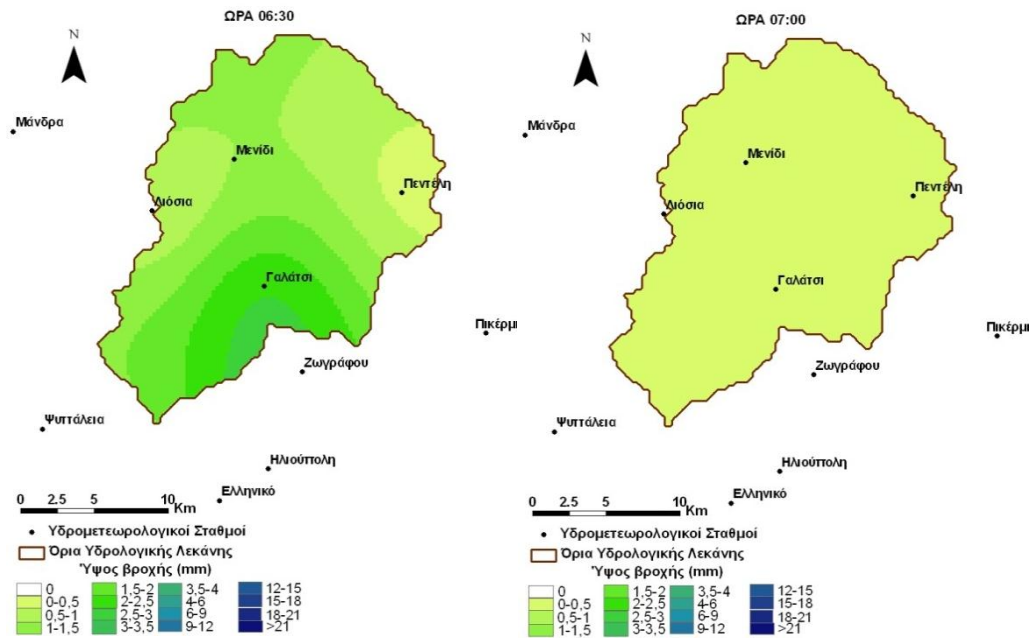 ΩΡΑ 06:30
N
Μάνδρα
Μενίδι
Πεντέλη
Λιόσια
Γαλάτσι
Πικέρμι
Ζωγράφου
Ψυττάλεια
Ηλιούπολη
Ελληνικό
0 2.5 5 10 Km
Υδρομετεωρολογικοί Σταθμοί
Όρια Υδρολογικής Λεκάνης
Ύψος βροχής (mm)
0 1,5-2 3,5-4 12-15
0-0,5 2-2,5 4-6 15-18
0,5-1 2,5-3 6-9 18-21
1-1,5 3-3,5 9-12 >21
ΩΡΑ 07:00
N
Μάνδρα
Μενίδι
Πεντέλη
Λιόσια
Γαλάτσι
Πικέρμι
Ζωγράφου
Ψυττάλεια
Ηλιούπολη
Ελληνικό
0 2.5 5 10 Km
Υδρομετεωρολογικοί Σταθμοί
Όρια Υδρολογικής Λεκάνης
Ύψος βροχής (mm)
0 1,5-2 3,5-4 12-15
0-0,5 2-2,5 4-6 15-18
0,5-1 2,5-3 6-9 18-21
1-1,5 3-3,5 9-12 >21